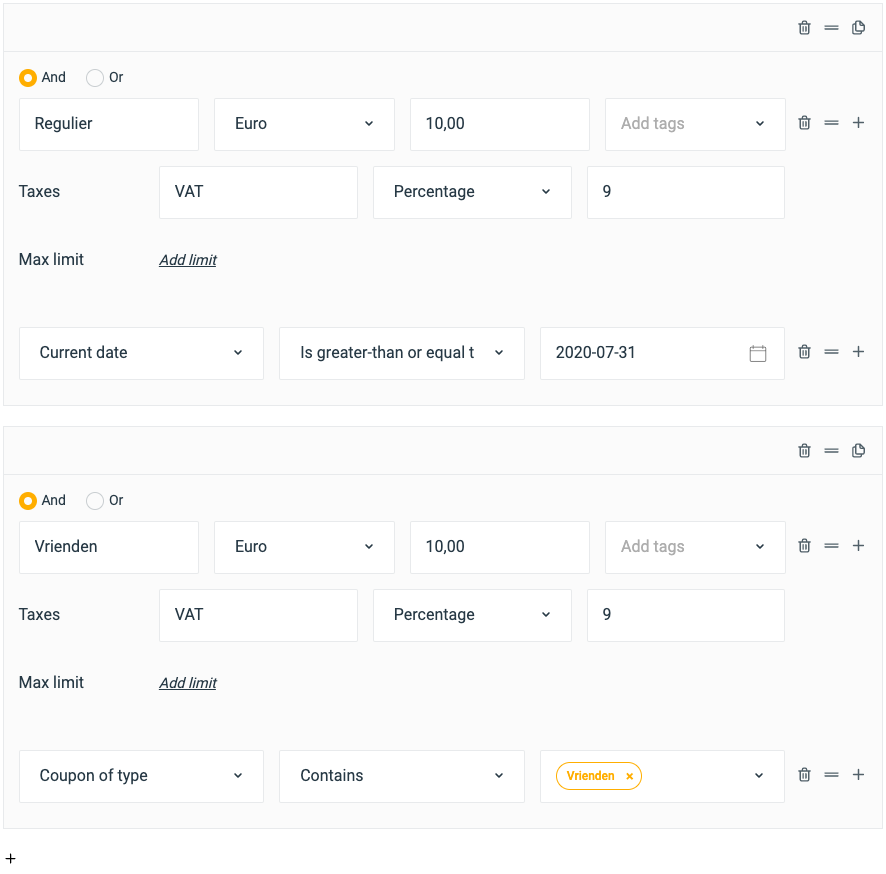 And Or
Regulier Euro 10,00 Add tags
Taxes VAT Percentage 9
Max limit Add limit
Current date Is greater-than or equal t 2020-07-31
And Or
Vrienden Euro 10,00 Add tags
Taxes VAT Percentage 9
Max limit Add limit
Coupon of type Contains Vrienden ×
+